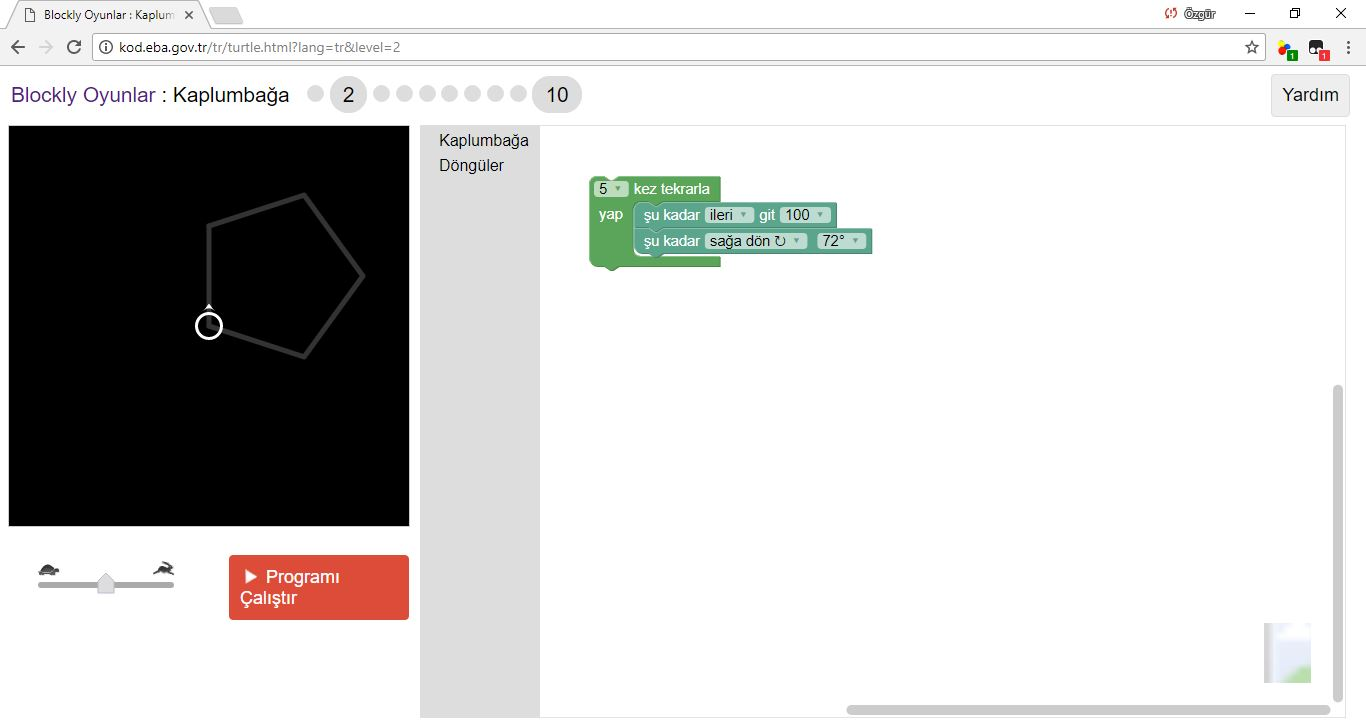 Blockly Oyunlar : Kaplum
Özgür
kod.eba.gov.tr/tr/turtle.html?lang=tr&level=2
1
1
Blockly Oyunlar : Kaplumbağa
2
10
Yardım
Kaplumbağa
Döngüler
5 kez tekrarla
yap şu kadar ileri git 100
şu kadar sağa dön ↻ 72°
Programı
Çalıştır